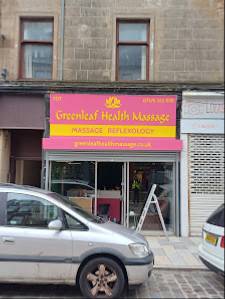 Greenleaf Health Massage
MASSAGE REFLEXOLOGY
greenleafhealthmassage.co.uk